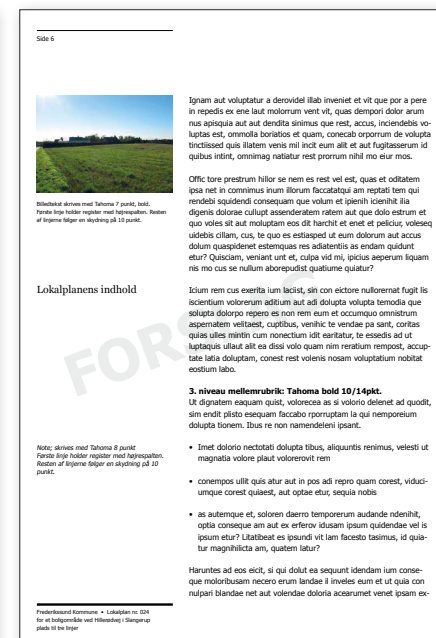 Side 6
Ignam aut voluptatur a derovidel illab inveniet et vit que por a pere
in repedis ex ene laut molorrum vent vit, quas dempori dolor arum
nus apisquia aut aut dendita sinimus que rest, accus, inciendebis vo-
luptas est, ommolla boriatios et quam, conecab orporrum de volupta
tinctiissed quis illatem venis mil incit eum alit et aut fugitasserum id
quibus intint, omnimag natiatur rest prorrum nihil mo eiur mos.
Billedtekst skrives med Tahoma 7 punkt, bold.
Første linje holder register med højrespalten. Resten
af linjerne følger en skydning på 10 punkt.
Offic tore prestrum hillor se nem es rest vel est, quas et oditatem
ipsa net in comnimus inum illorum faccatatqui am reptati tem qui
rendebi squidendi consequam que volum et ipienih icienihit ilia
digenis dolorae cullupt assenderatem ratem aut que dolo estrum et
quo voles sit aut moluptam eos dit harchit et enet et peliciur, voleseq
uidebis cillam, cus, te quo es estiasped ut eum dolorum aut accus
dolum quaspidenet estemquas res adiatentiis as endam quidunt
etur? Quisciam, veniant unt et, culpa vid mi, ipicius aeperum liquam
nis mo cus se nullum aborepudist quatiume quiatur?
Lokalplanens indhold
Icium rem cus exerita ium laciist, sin con eictore nullorernat fugit lis
iscientium volorerum aditium aut adi dolupta volupta temodia que
solupta dolorpo repero es non rem eum et occumquo omnistrum
aspernatem velitaest, cuptibus, venihic te vendae pa sant, coritas
quias ulles mintin cum nonectium idit earitatur, te essedis ad ut
luptaquis ullaut alit ea dissi volo quam nim reratium rempost, accup-
tate latia doluptam, conest rest volenis nosam voluptatium nobitat
eostium labo.
FORSLAG
3. niveau mellemrubrik: Tahoma bold 10/14pkt.
Ut dignatem eaquam quist, volorecea as si volorio delenet ad quodit,
sim endit plisto esequam faccabo rporruptam la qui nemporeium
dolupta tionem. Ibus re non namendeleni ipsant.
Note; skrives med Tahoma 8 punkt
Første linje holder register med højrespalten.
Resten af linjerne følger en skydning på 10
punkt.
• Imet dolorio nectotati dolupta tibus, aliquuntis renimus, velesti ut
magnatia volore plaut volorerovit rem
• conempos ullit quis atur aut in pos adi repro quam corest, viduci-
umque corest quiaest, aut optae etur, sequia nobis
• as autemque et, soloren daerro temporerum audande ndenihit,
optia conseque am aut ex erferov idusam ipsum quidendae vel is
ipsum etur? Litatibeat es ipsundi vit lam facesto tasimus, id quia-
tur magnihilicta am, quatem latur?
Haruntes ad eos eicit, si qui dolut ea sequunt idendam ium conse-
que moloribusam necero erum landae il inveles eum et ut quia con
nulpari blandae net aut volendae doloria acearumet venet ipsam ex-
Frederikssund Kommune • Lokalplan nr. 024
for et boligområde ved Hillerødvej i Slangerup
plads til tre linjer